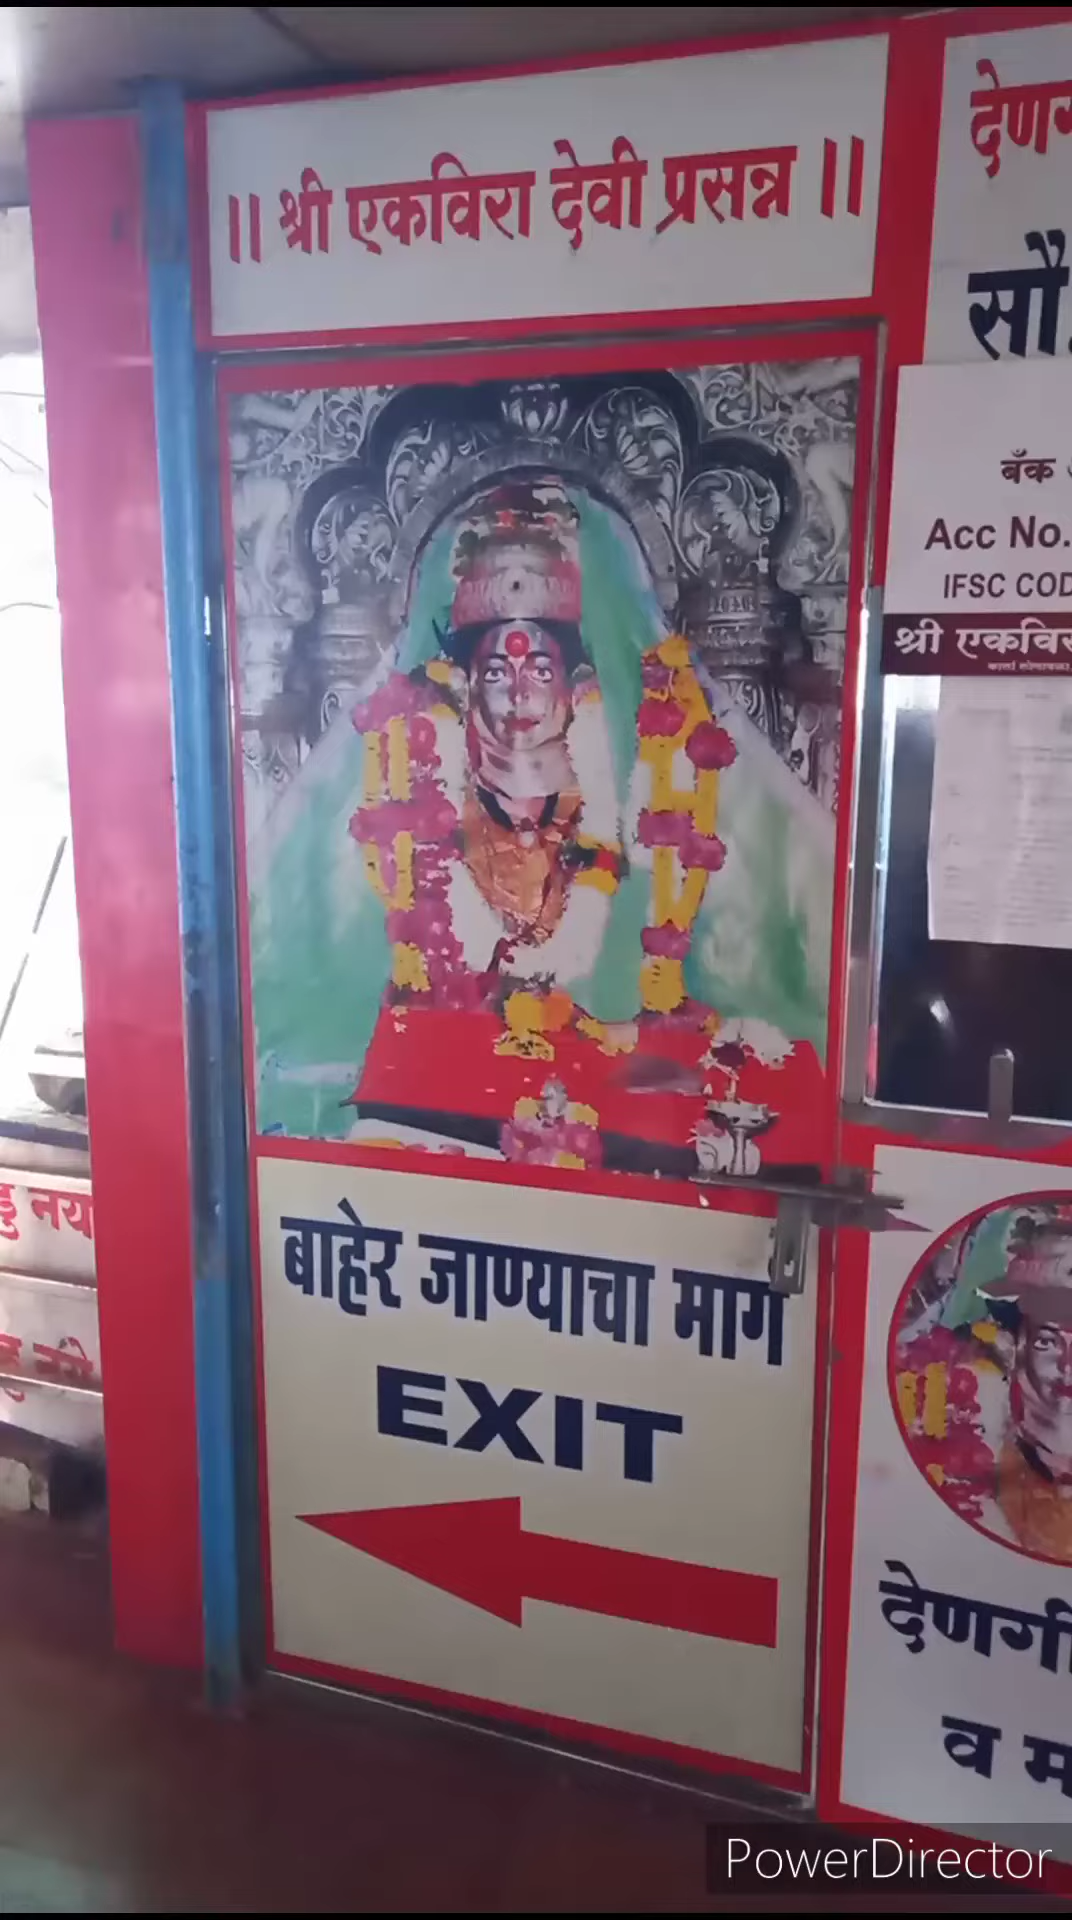 ।। श्री एकविरा देवी प्रसन्न ।।
बाहेर जाण्याचा मार्ग
EXIT
सौ.
बँक
Acc No.
IFSC COD
श्री एकविर
देणगी
व
PowerDirector